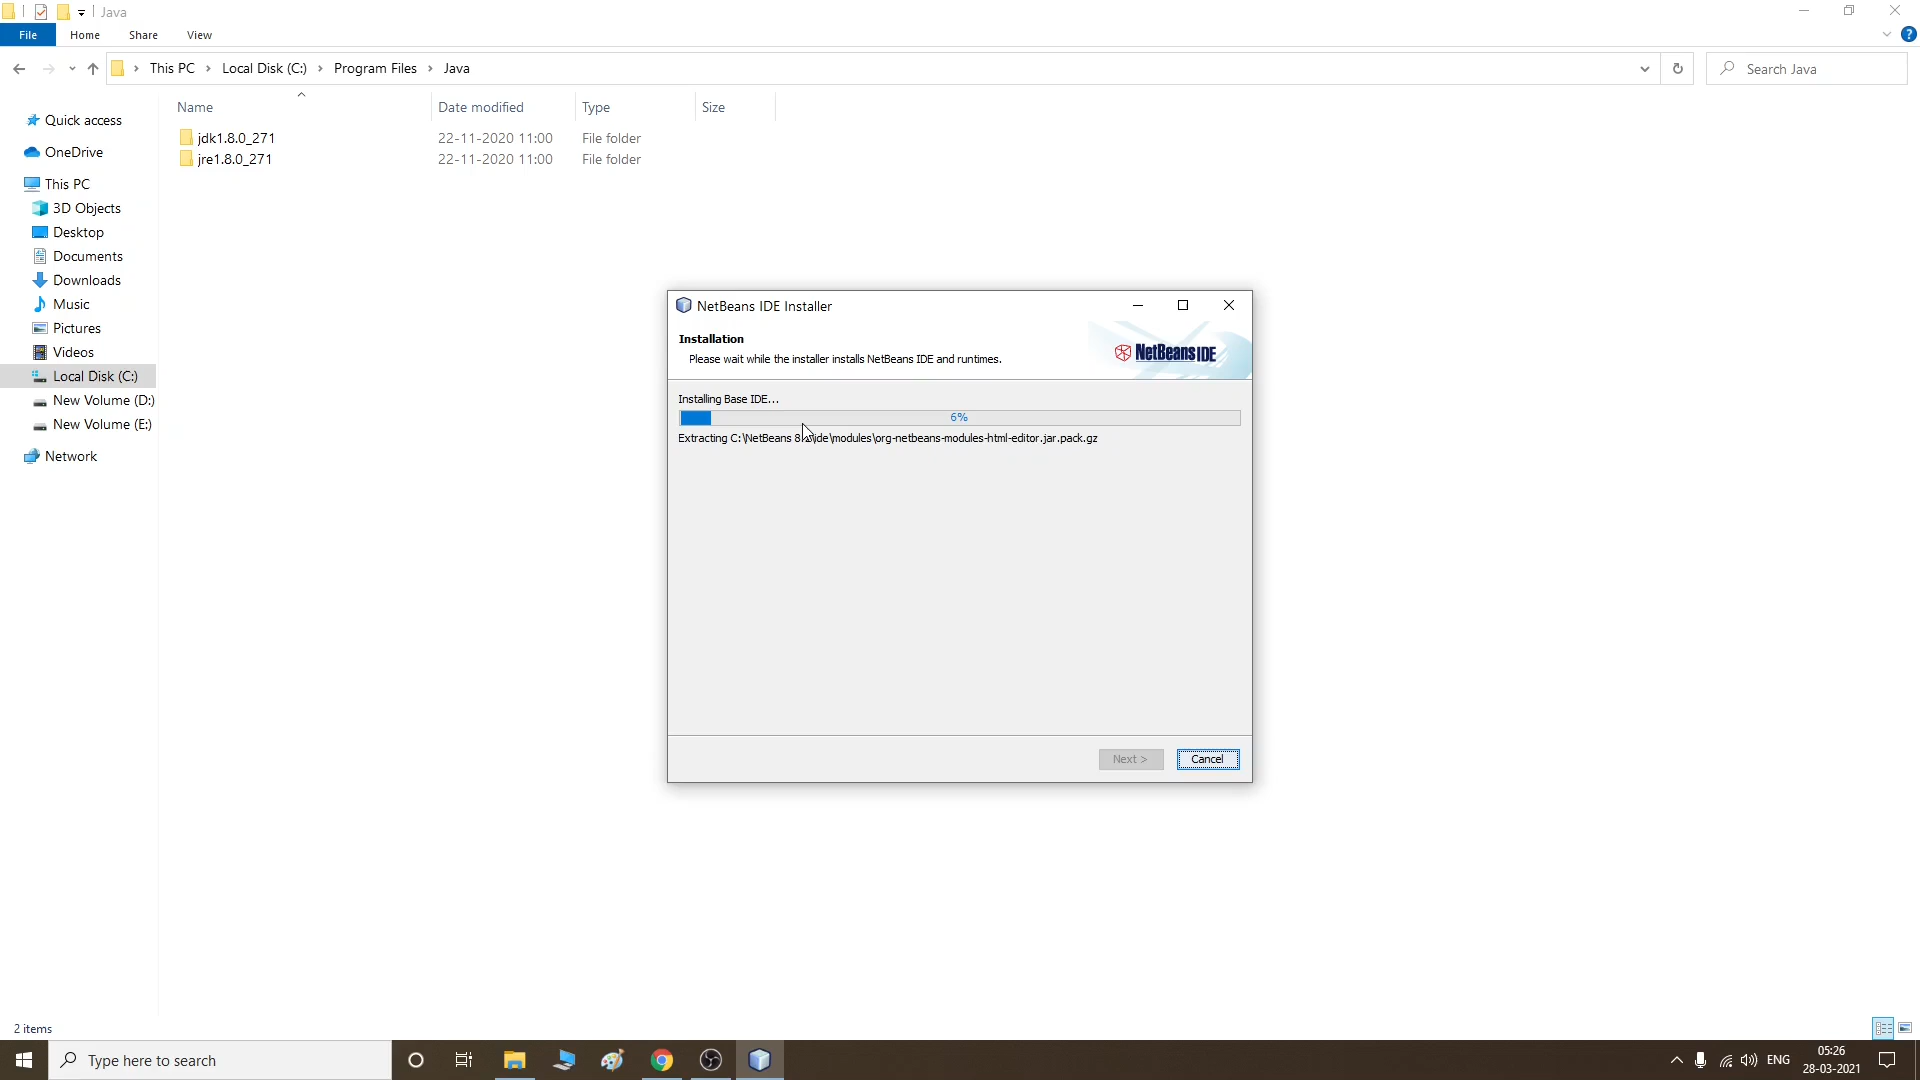 Java
File Home Share View
This PC Local Disk (C:) Program Files Java
Search Java
Name Date modified Type Size
jdk1.8.0_271 22-11-2020 11:00 File folder
jre1.8.0_271 22-11-2020 11:00 File folder
Quick access
OneDrive
This PC
3D Objects
Desktop
Documents
Downloads
Music
Pictures
Videos
Local Disk (C:)
New Volume (D:)
New Volume (E:)
Network
NetBeans IDE Installer
Installation
Please wait while the installer installs NetBeans IDE and runtimes.
NetBeans IDE
Installing Base IDE...
6%
Extracting C:\NetBeans 8 \ide\modules\org-netbeans-modules-html-editor.jar.pack.gz
Next > Cancel
2 items
Type here to search
ENG
05:26
28-03-2021